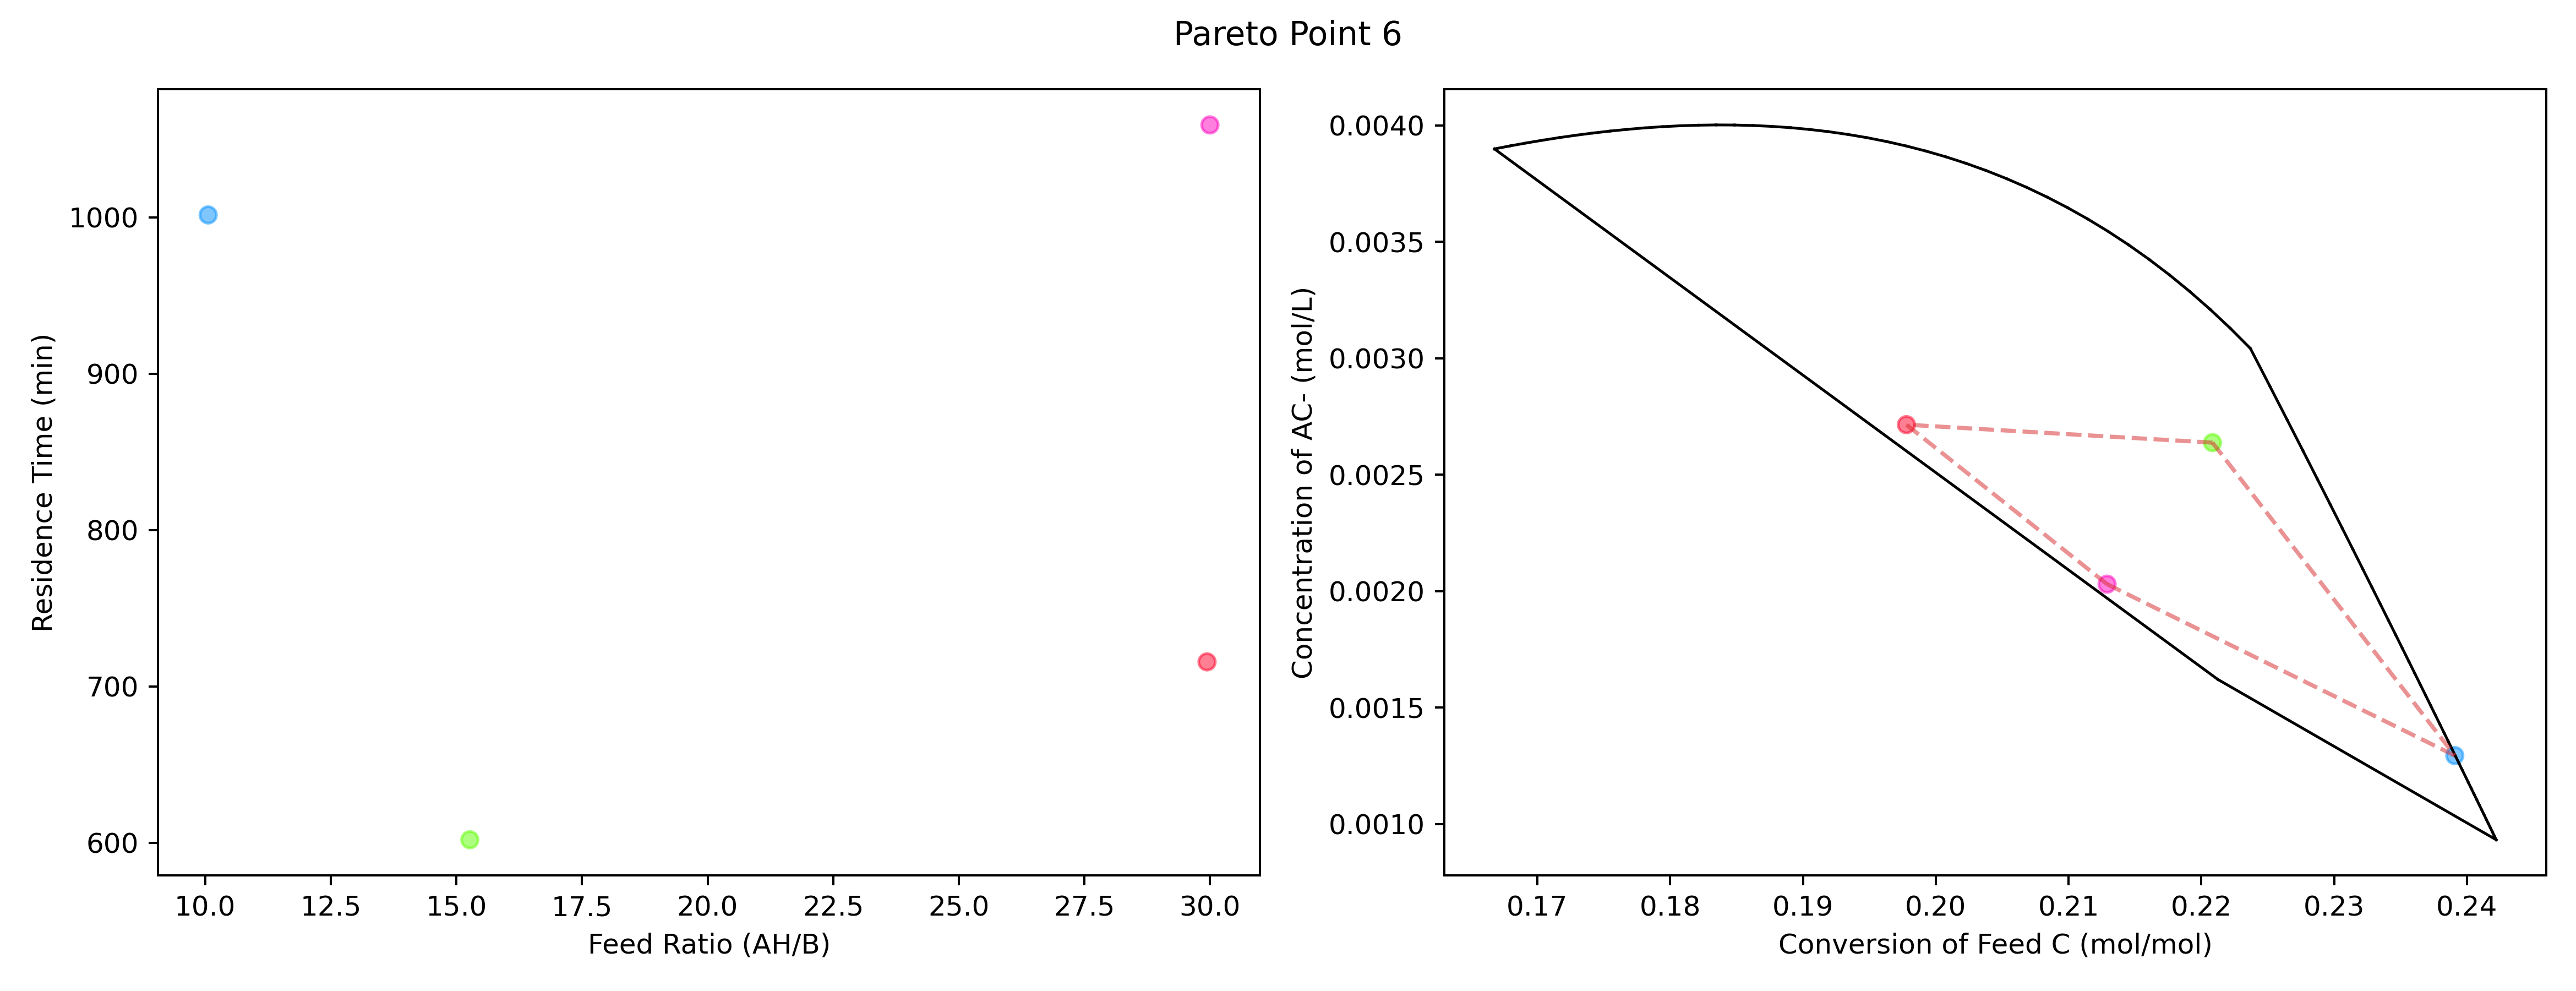 Pareto Point 6
Residence Time (min)
1000
900
800
700
600
10.0 12.5 15.0 17.5 20.0 22.5 25.0 27.5 30.0
Feed Ratio (AH/B)
Concentration of AC- (mol/L)
0.0040
0.0035
0.0030
0.0025
0.0020
0.0015
0.0010
0.17 0.18 0.19 0.20 0.21 0.22 0.23 0.24
Conversion of Feed C (mol/mol)